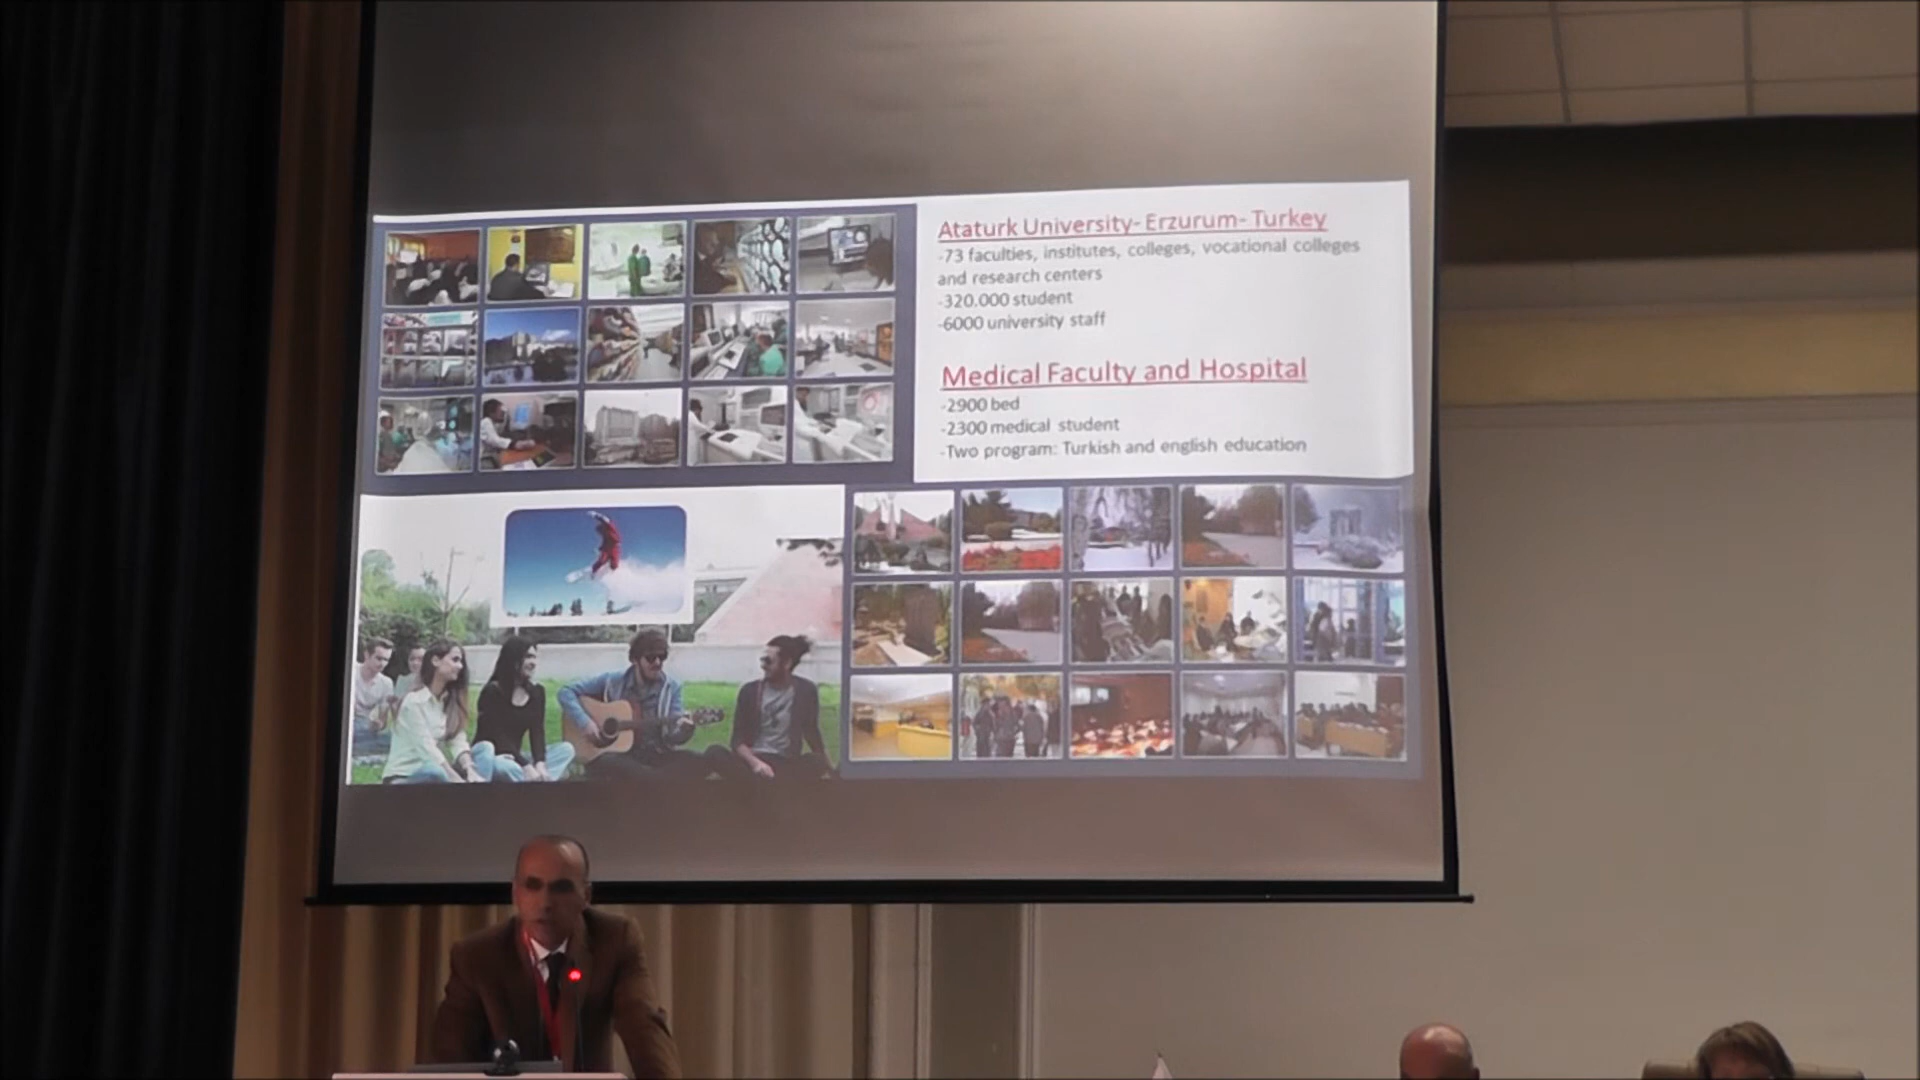 Ataturk University- Erzurum- Turkey
-73 faculties, institutes, colleges, vocational colleges
and research centers
-320.000 student
-6000 university staff
Medical Faculty and Hospital
-2900 bed
-2300 medical student
-Two program: Turkish and english education